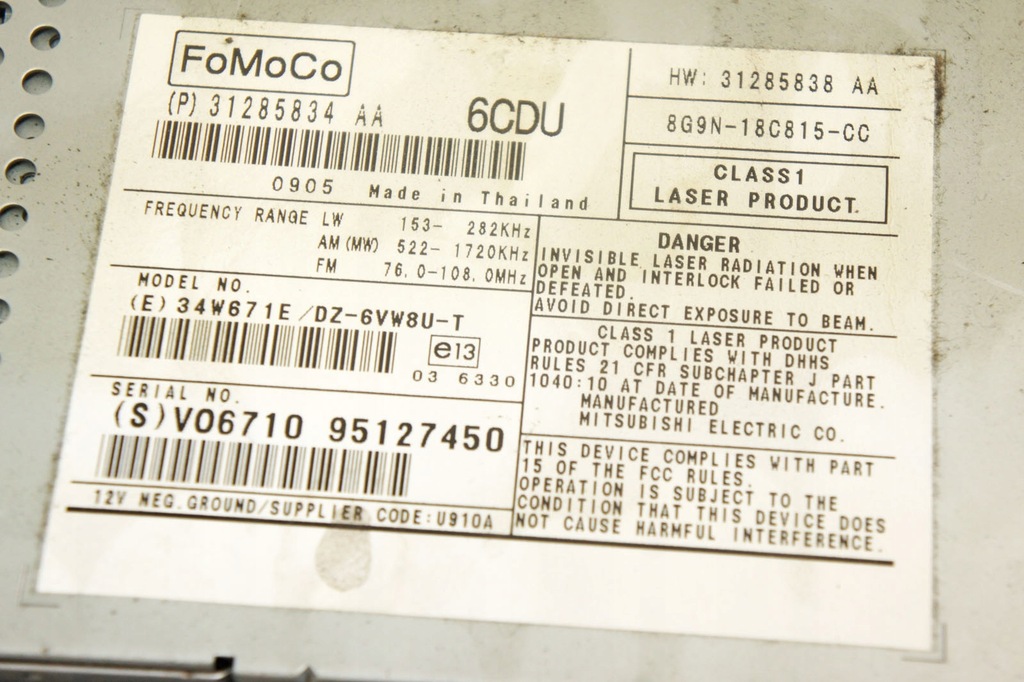 FoMoCo
(P) 31285834 AA
6CDU
0905 Made in Thailand
HW: 31285838 AA
8G9N-18C815-CC
CLASS1
LASER PRODUCT.
FREQUENCY RANGE LW 153- 282KHz
AM (MW) 522- 1720KHz
FM 76.0-108.0MHz
MODEL NO.
(E) 34W671E/DZ-6VW8U-T
e13
03 6330
SERIAL NO.
(S)V06710 95127450
12V NEG.GROUND/SUPPLIER CODE:U910A
DANGER
INVISIBLE LASER RADIATION WHEN
OPEN AND INTERLOCK FAILED OR
DEFEATED.
AVOID DIRECT EXPOSURE TO BEAM.
CLASS 1 LASER PRODUCT
PRODUCT COMPLIES WITH DHHS
RULES 21 CFR SUBCHAPTER J PART
1040:10 AT DATE OF MANUFACTURE.
MANUFACTURED
MITSUBISHI ELECTRIC CO.
THIS DEVICE COMPLIES WITH PART
15 OF THE FCC RULES.
OPERATION IS SUBJECT TO THE
CONDITION THAT THIS DEVICE DOES
NOT CAUSE HARMFUL INTERFERENCE.